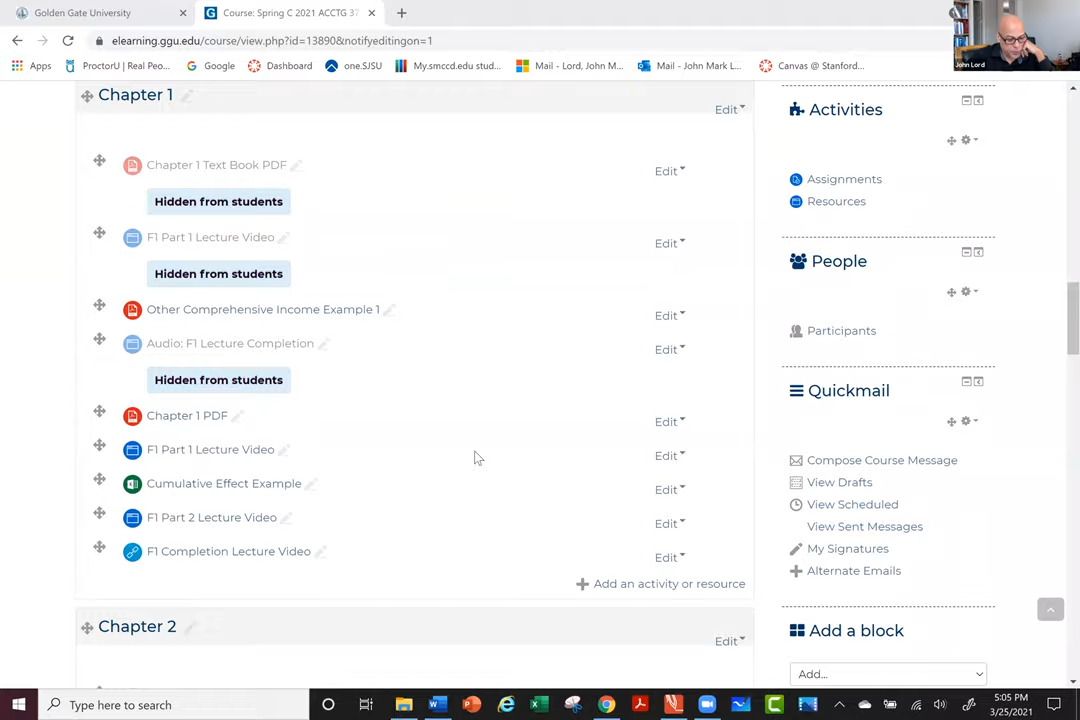 Golden Gate University
Course: Spring C 2021 ACCTG 37
elearning.ggu.edu/course/view.php?id=13890&notifyeditingon=1
Apps
ProctorU | Real Peo...
Google
Dashboard
one.SJSU
My.smccd.edu stud...
Mail - Lord, John M...
Mail - John Mark L...
Canvas @ Stanford...
John Lord
Chapter 1
Edit
Chapter 1 Text Book PDF
Edit
Hidden from students
F1 Part 1 Lecture Video
Edit
Hidden from students
Other Comprehensive Income Example 1
Edit
Audio: F1 Lecture Completion
Edit
Hidden from students
Chapter 1 PDF
Edit
F1 Part 1 Lecture Video
Edit
Cumulative Effect Example
Edit
F1 Part 2 Lecture Video
Edit
F1 Completion Lecture Video
Edit
Add an activity or resource
Chapter 2
Edit
Activities
Assignments
Resources
People
Participants
Quickmail
Compose Course Message
View Drafts
View Scheduled
View Sent Messages
My Signatures
Alternate Emails
Add a block
Add...
Type here to search
5:05 PM
3/25/2021